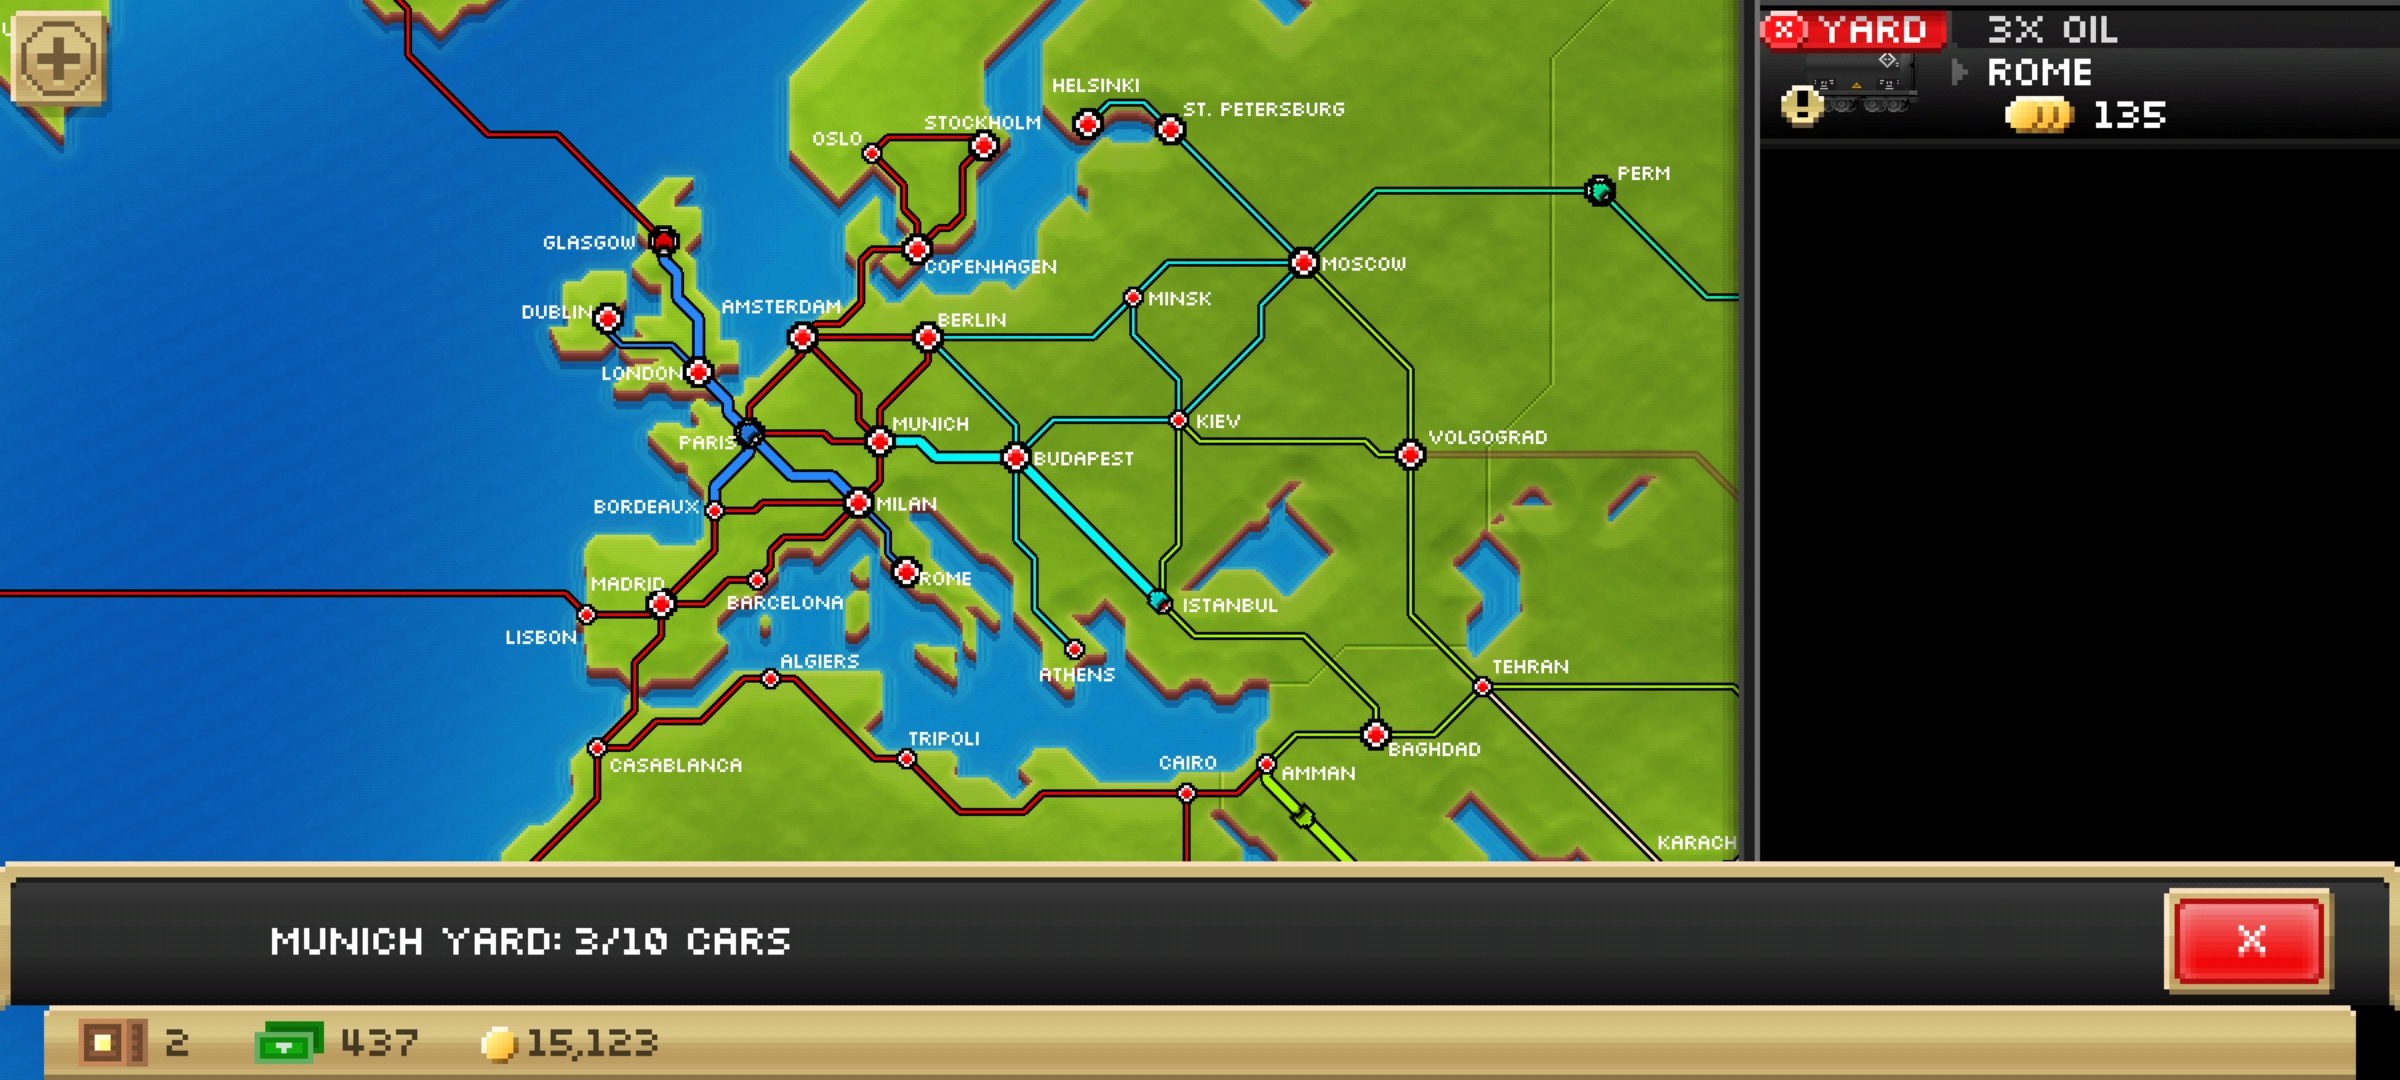 YARD
3X OIL
ROME
135
HELSINKI
ST. PETERSBURG
STOCKHOLM
OSLO
PERM
GLASGOW
COPENHAGEN
MOSCOW
MINSK
DUBLIN
AMSTERDAM
BERLIN
LONDON
MUNICH
KIEV
PARIS
BUDAPEST
VOLGOGRAD
BORDEAUX
MILAN
MADRID
ROME
BARCELONA
ISTANBUL
LISBON
ALGIERS
ATHENS
TEHRAN
TRIPOLI
CASABLANCA
CAIRO
AMMAN
BAGHDAD
KARACH
MUNICH YARD: 3/10 CARS
X
2
437
15,123